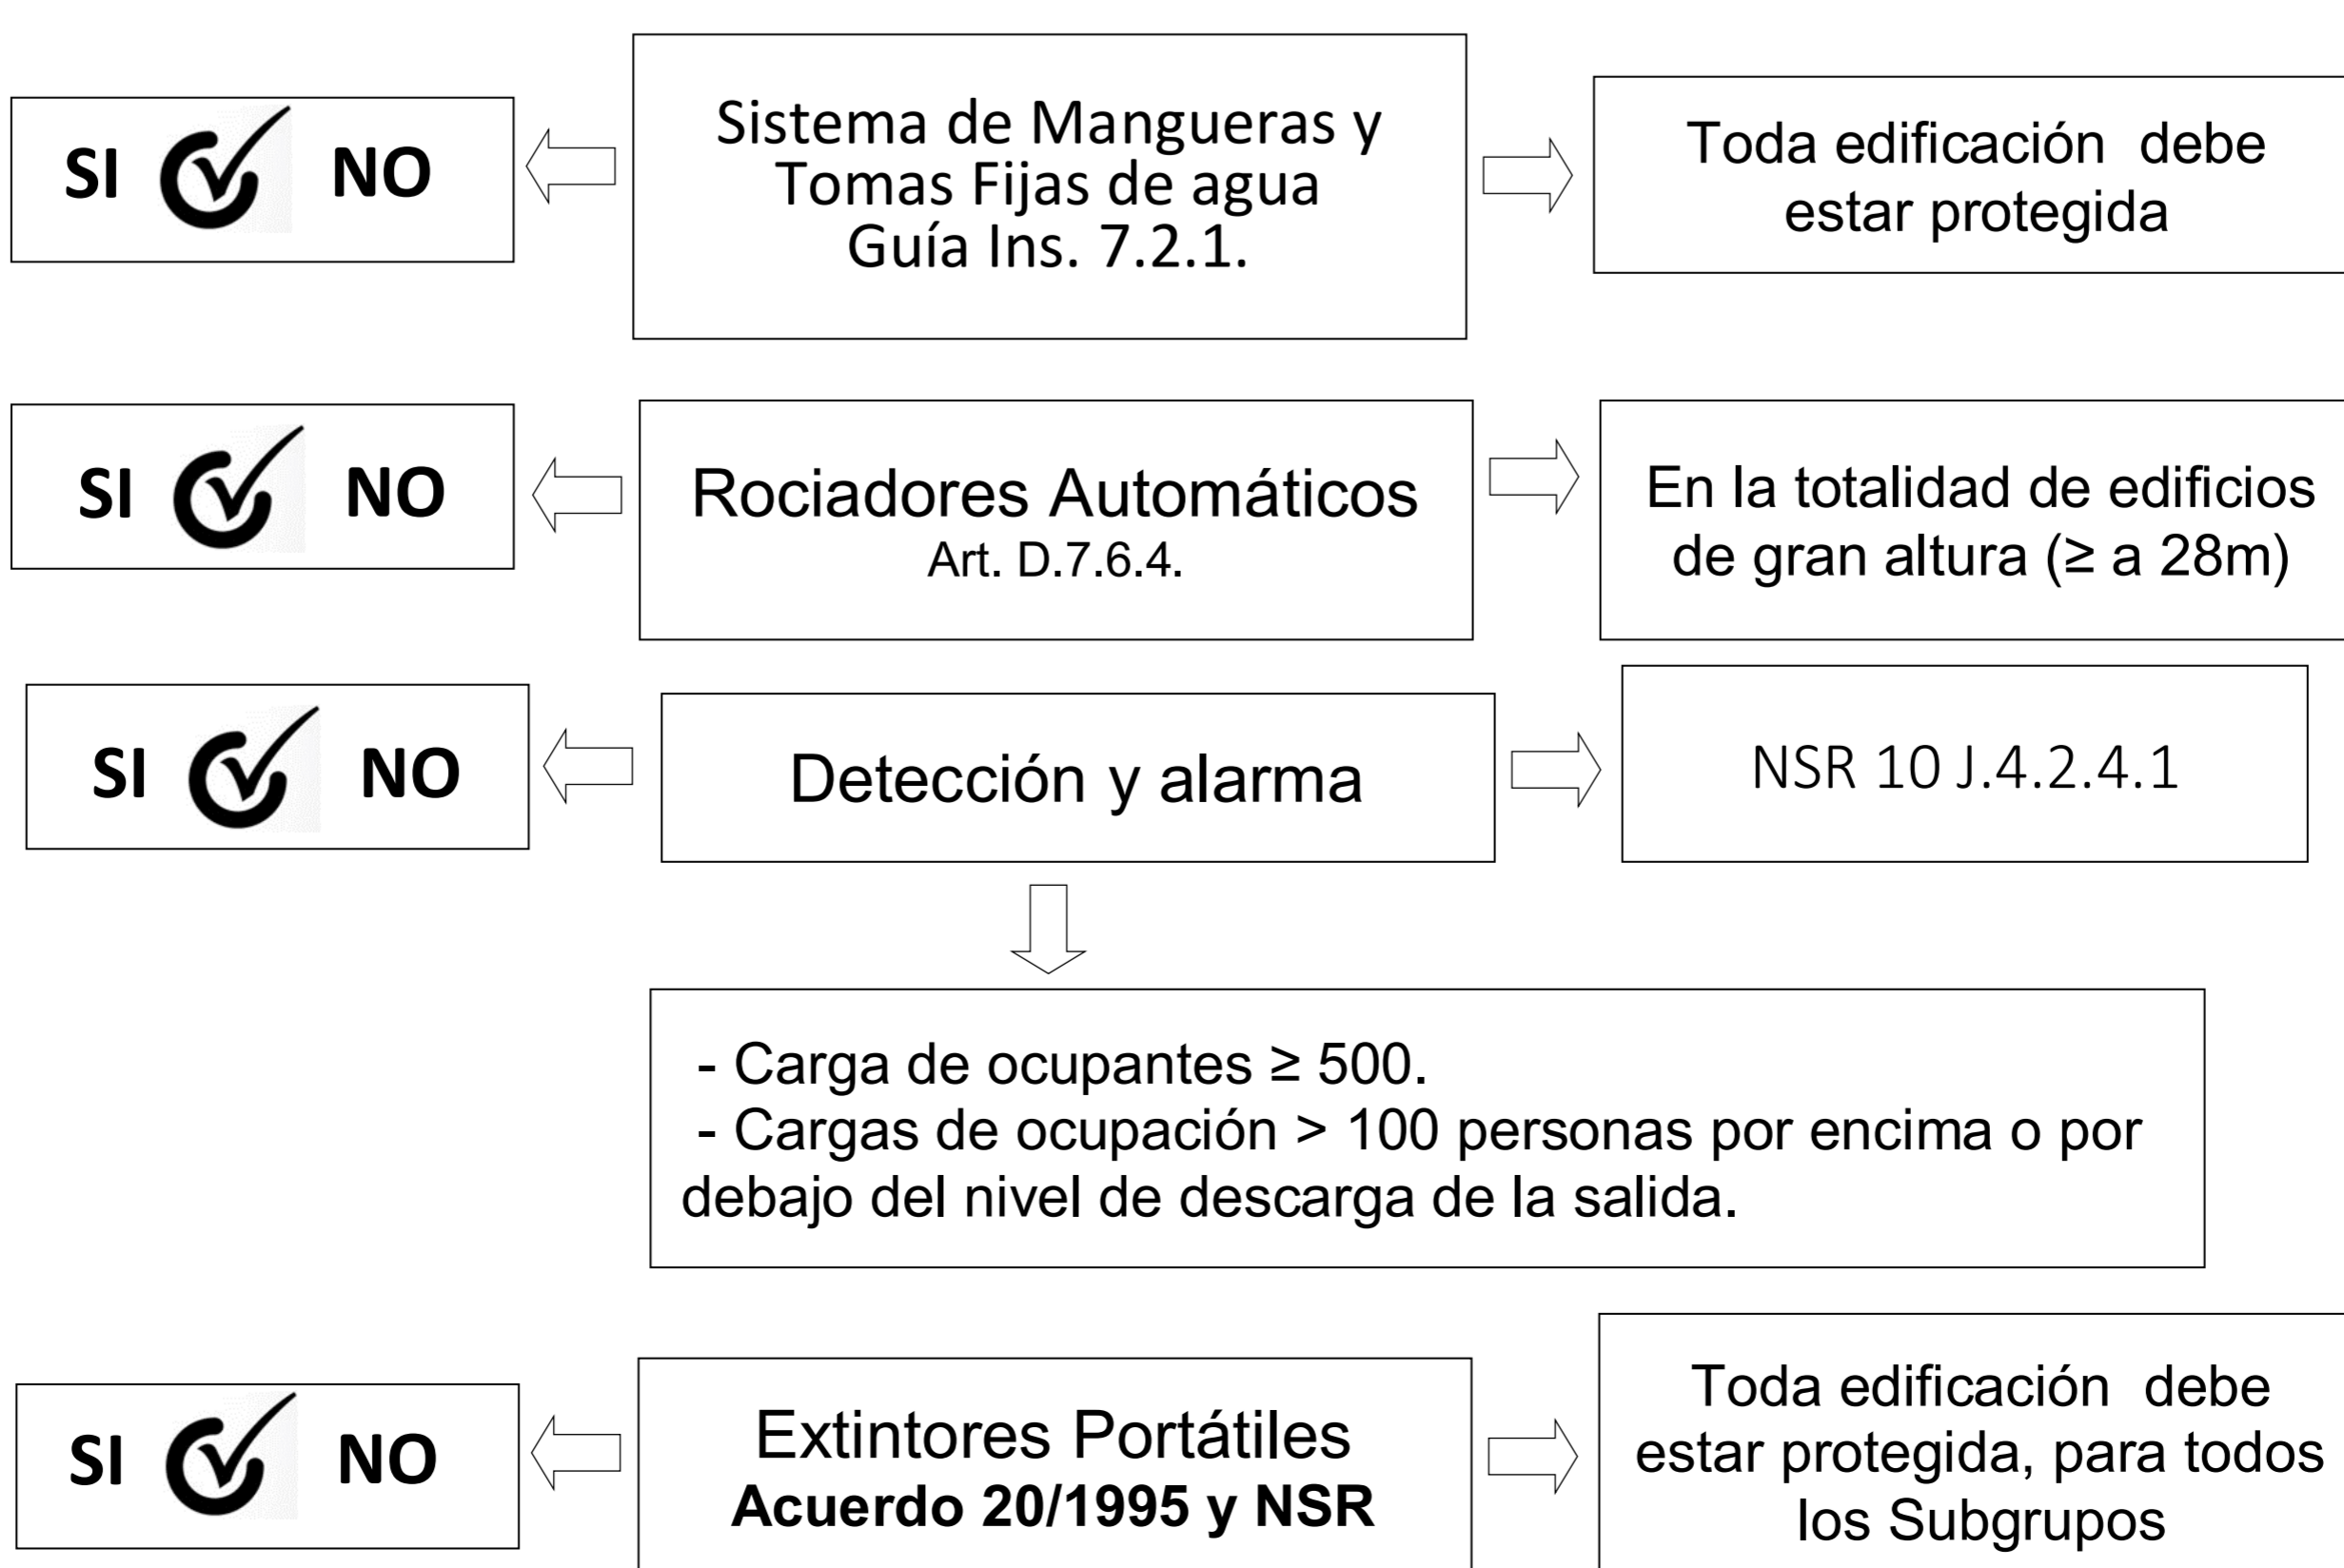 SI NO
Sistema de Mangueras y
Tomas Fijas de agua
Guía Ins. 7.2.1.
Toda edificación debe
estar protegida
SI NO
Rociadores Automáticos
Art. D.7.6.4.
En la totalidad de edificios
de gran altura (≥ a 28m)
SI NO
Detección y alarma
NSR 10 J.4.2.4.1
- Carga de ocupantes ≥ 500.
- Cargas de ocupación > 100 personas por encima o por
debajo del nivel de descarga de la salida.
SI NO
Extintores Portátiles
Acuerdo 20/1995 y NSR
Toda edificación debe
estar protegida, para todos
los Subgrupos